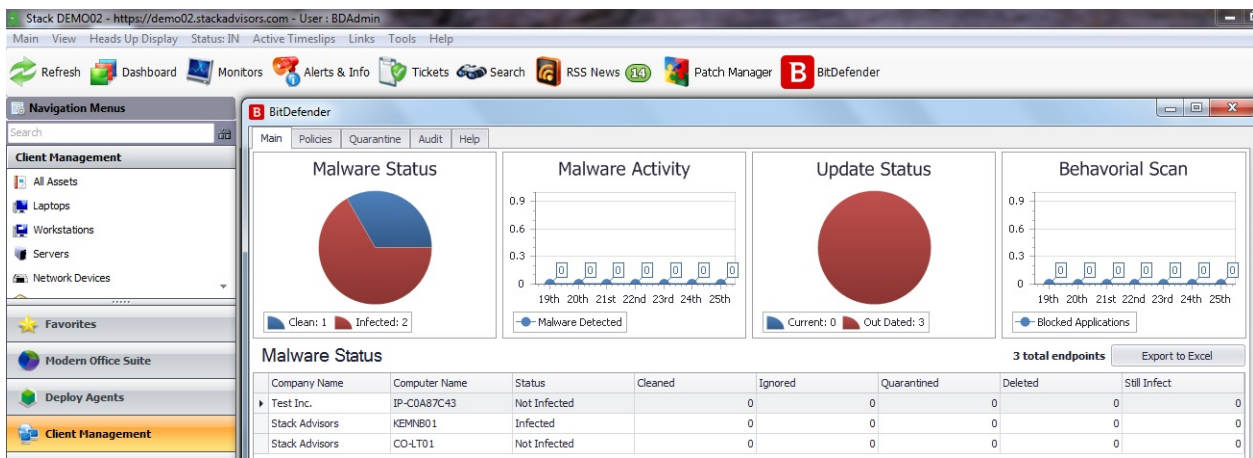 Stack DEMO02 - https://demo02.stackadvisors.com - User : BDAdmin
Main View Heads Up Display Status: IN Active Timeslips Links Tools Help
Refresh Dashboard Monitors Alerts & Info Tickets Search RSS News 14 Patch Manager B BitDefender
Navigation Menus
Search
Client Management
All Assets
Laptops
Workstations
Servers
Network Devices
Favorites
Modern Office Suite
Deploy Agents
Client Management
B BitDefender
Main Policies Quarantine Audit Help
Malware Status
Clean: 1 Infected: 2
Malware Activity
0.9
0.6
0.3
0
0 0 0 0 0 0 0
19th 20th 21st 22nd 23rd 24th 25th
Malware Detected
Update Status
Current: 0 Out Dated: 3
Behavorial Scan
0.9
0.6
0.3
0
0 0 0 0 0 0 0
19th 20th 21st 22nd 23rd 24th 25th
Blocked Applications
Malware Status 3 total endpoints Export to Excel
Company Name Computer Name Status Cleaned Ignored Quarantined Deleted Still Infect
Test Inc. IP-C0A87C43 Not Infected 0 0 0 0 0
Stack Advisors KEMNB01 Infected 0 0 0 0 0
Stack Advisors CO-LT01 Not Infected 0 0 0 0 0